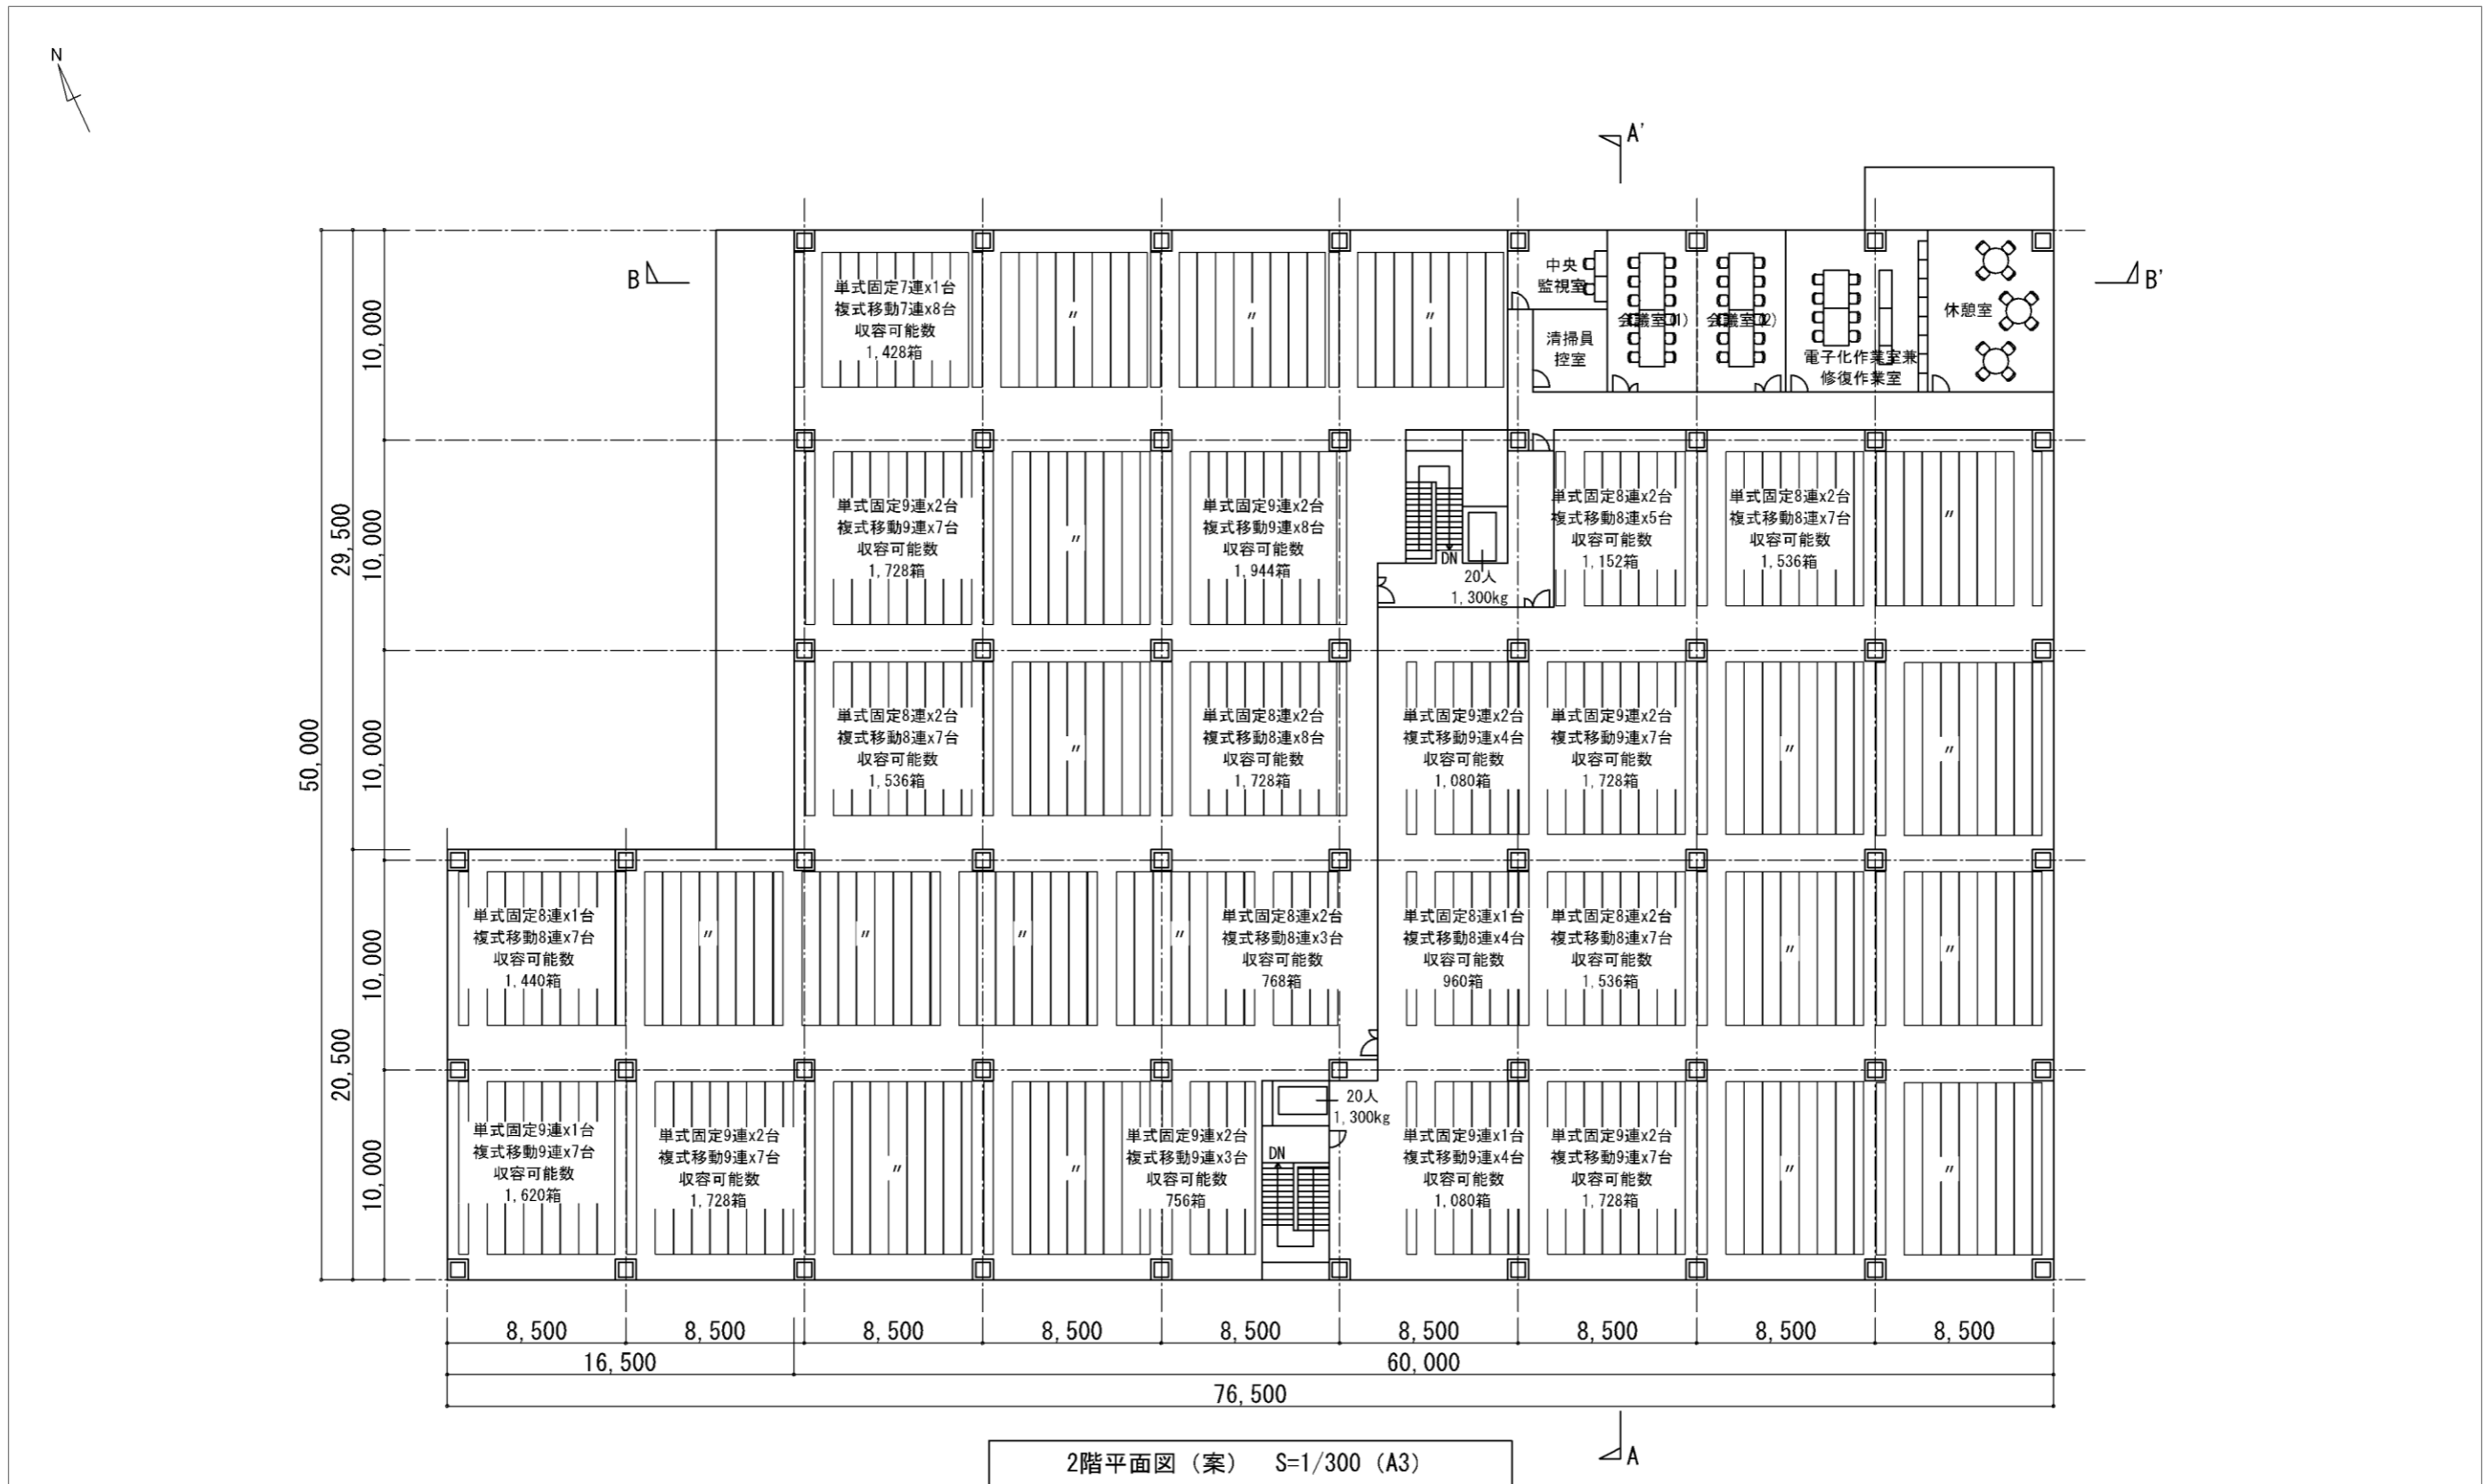 N
A'
B
B'
単式固定7連x1台
複式移動7連x8台
収容可能数
1,428箱
〃
〃
〃
中央
監視室
清掃員
控室
会議室(1)
会議室(2)
電子化作業室兼
修復作業室
休憩室
単式固定9連x2台
複式移動9連x7台
収容可能数
1,728箱
〃
単式固定9連x2台
複式移動9連x8台
収容可能数
1,944箱
DN
20人
1,300kg
単式固定8連x2台
複式移動8連x5台
収容可能数
1,152箱
単式固定8連x2台
複式移動8連x7台
収容可能数
1,536箱
〃
単式固定8連x2台
複式移動8連x7台
収容可能数
1,536箱
〃
単式固定8連x2台
複式移動8連x8台
収容可能数
1,728箱
単式固定9連x2台
複式移動9連x4台
収容可能数
1,080箱
単式固定9連x2台
複式移動9連x7台
収容可能数
1,728箱
〃
〃
単式固定8連x1台
複式移動8連x7台
収容可能数
1,440箱
〃
〃
〃
〃
単式固定8連x2台
複式移動8連x3台
収容可能数
768箱
単式固定8連x1台
複式移動8連x4台
収容可能数
960箱
単式固定8連x2台
複式移動8連x7台
収容可能数
1,536箱
〃
〃
単式固定9連x1台
複式移動9連x7台
収容可能数
1,620箱
単式固定9連x2台
複式移動9連x7台
収容可能数
1,728箱
〃
〃
単式固定9連x2台
複式移動9連x3台
収容可能数
756箱
DN
20人
1,300kg
単式固定9連x1台
複式移動9連x4台
収容可能数
1,080箱
単式固定9連x2台
複式移動9連x7台
収容可能数
1,728箱
〃
〃
50,000
29,500
20,500
10,000
10,000
10,000
10,000
10,000
8,500
8,500
8,500
8,500
8,500
8,500
8,500
8,500
8,500
16,500
60,000
76,500
A
2階平面図（案） S=1/300（A3）